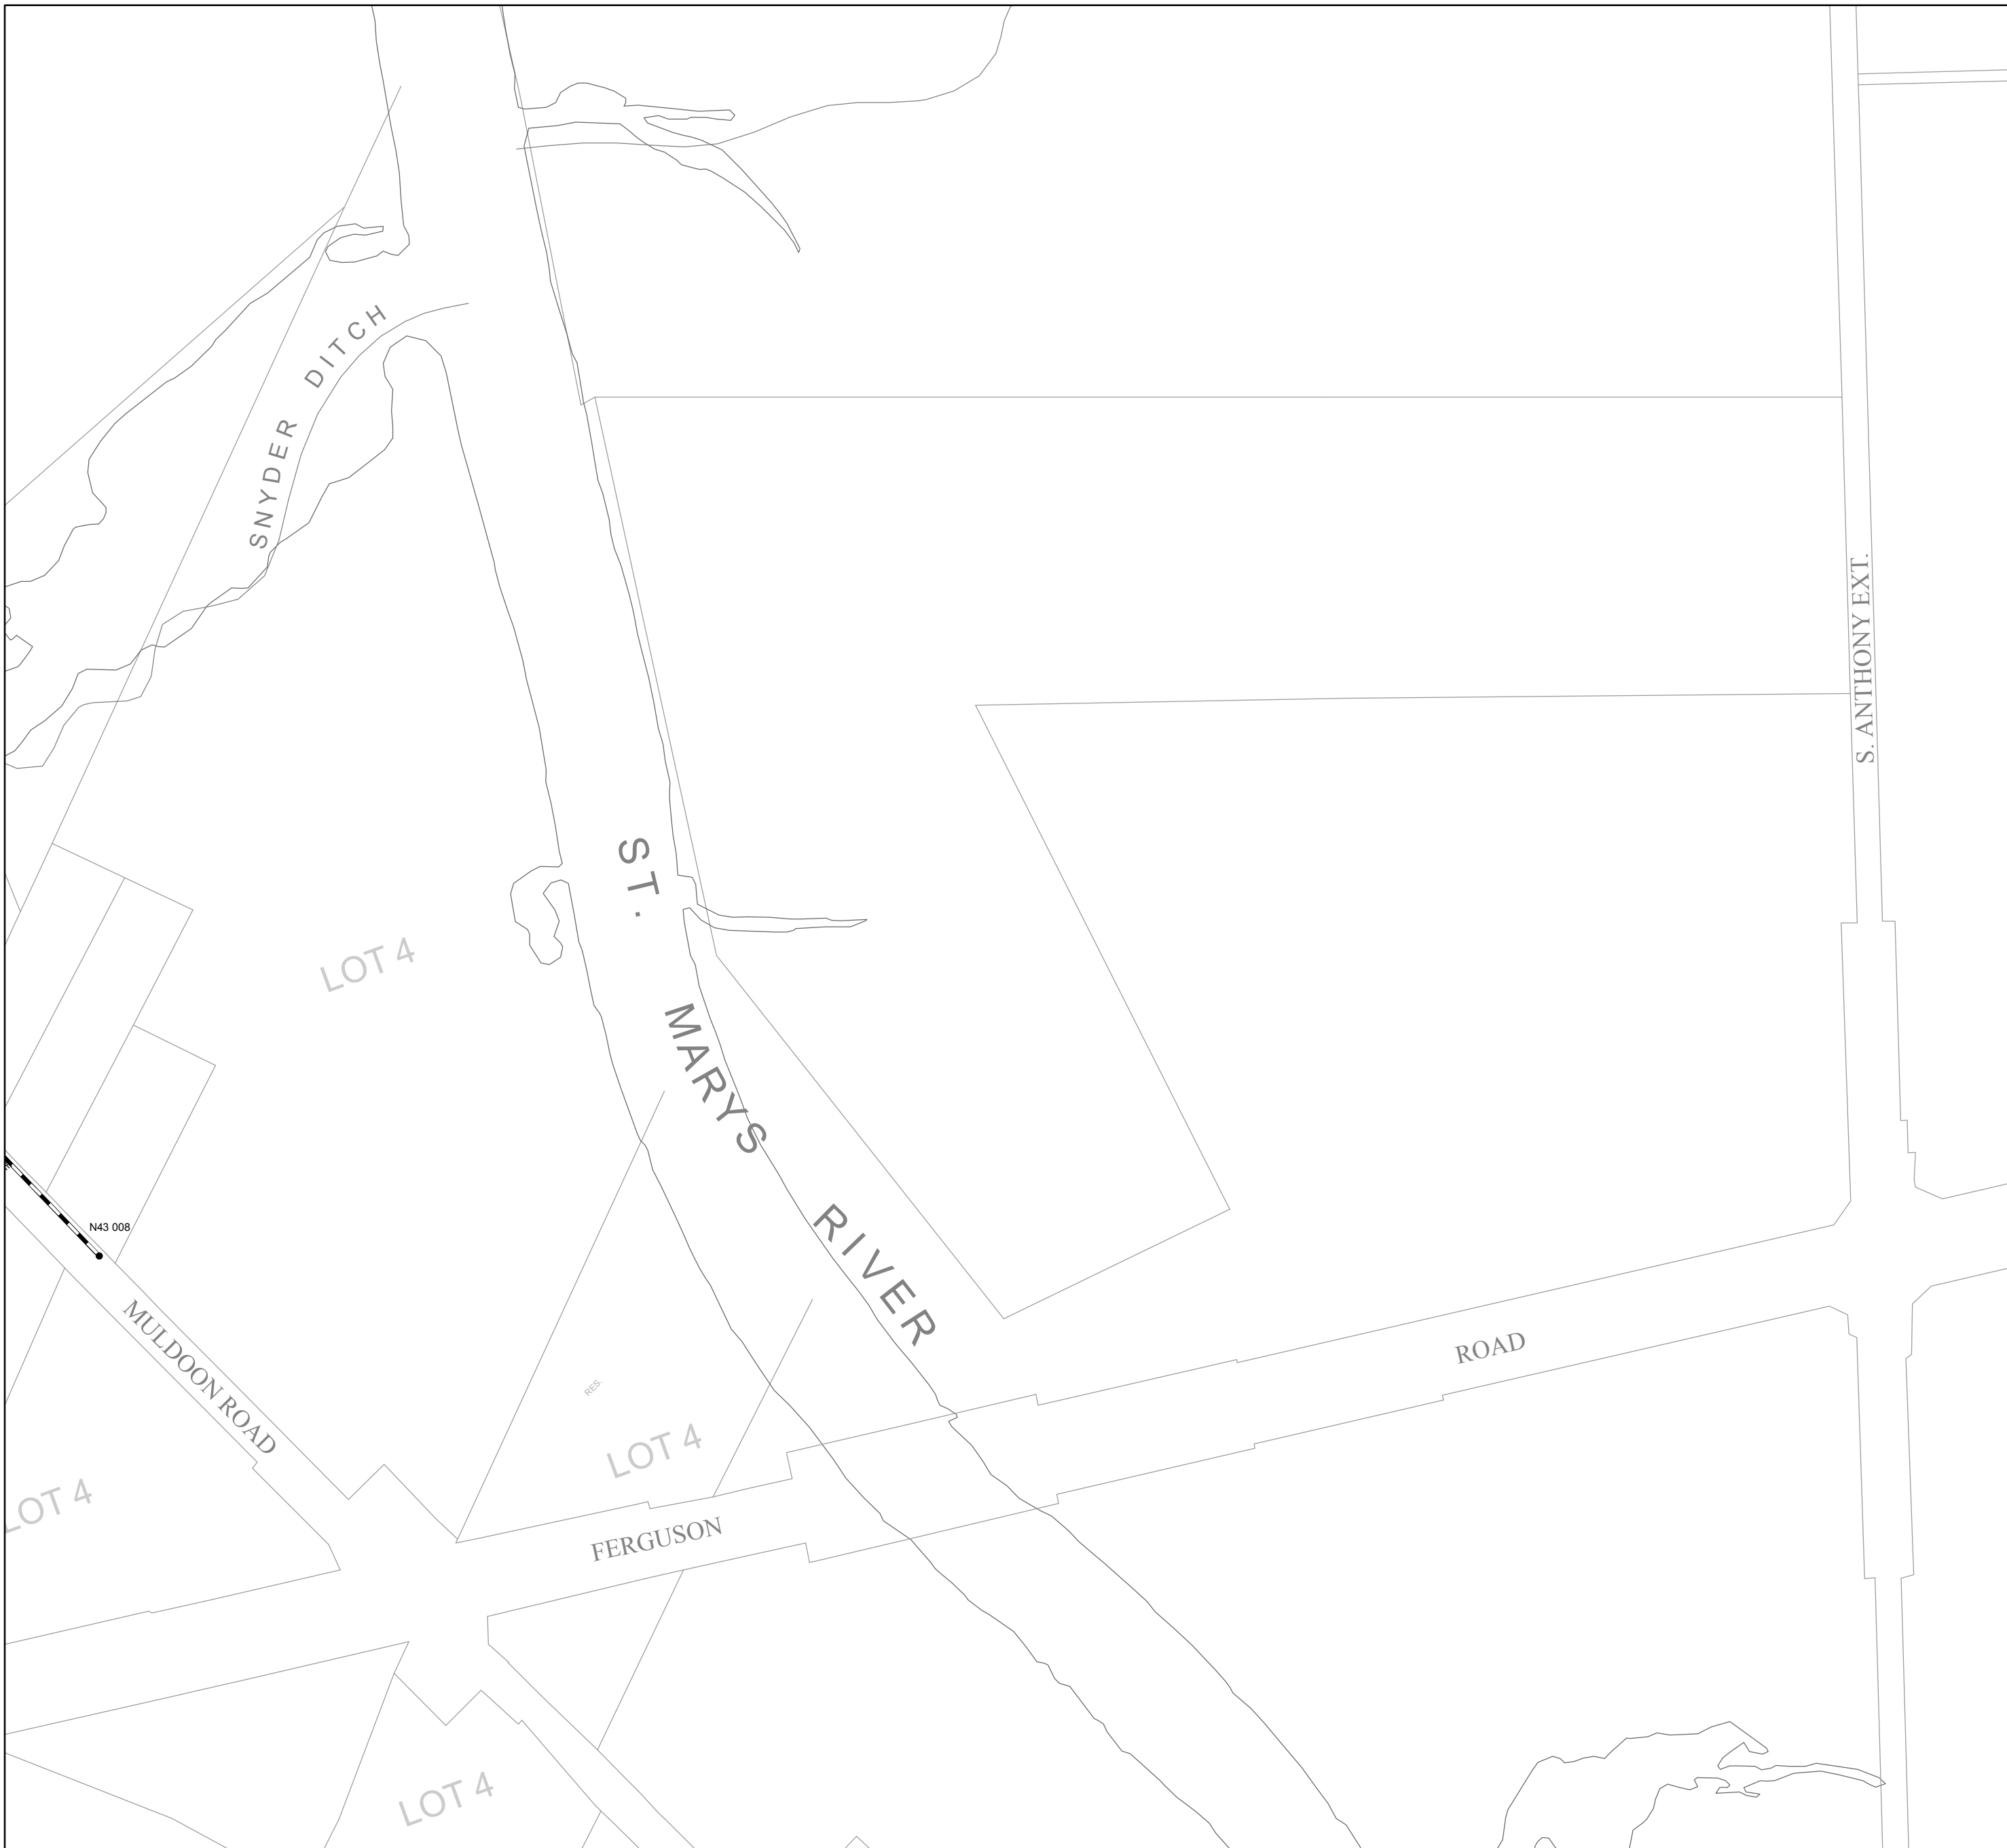 SNYDER DITCH
S. ANTHONY EXT.
ST. MARYS RIVER
LOT 4
N43 008
MULDOON ROAD
ROAD
RES.
LOT 4
LOT 4
FERGUSON
LOT 4